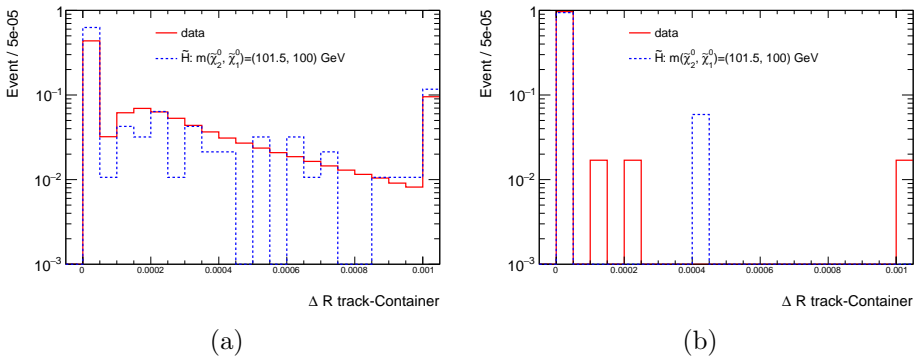 Event / 5e-05
1
10⁻¹
10⁻²
10⁻³
data
H̃: m(χ̃⁰₂, χ̃⁰₁)=(101.5, 100) GeV
0 0.0002 0.0004 0.0006 0.0008 0.001
Δ R track-Container
(a)
Event / 5e-05
1
10⁻¹
10⁻²
10⁻³
data
H̃: m(χ̃⁰₂, χ̃⁰₁)=(101.5, 100) GeV
0 0.0002 0.0004 0.0006 0.0008 0.001
Δ R track-Container
(b)